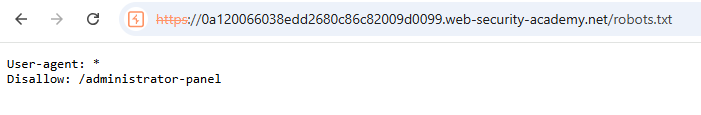 https://0a120066038edd2680c86c82009d0099.web-security-academy.net/robots.txt
User-agent: *
Disallow: /administrator-panel